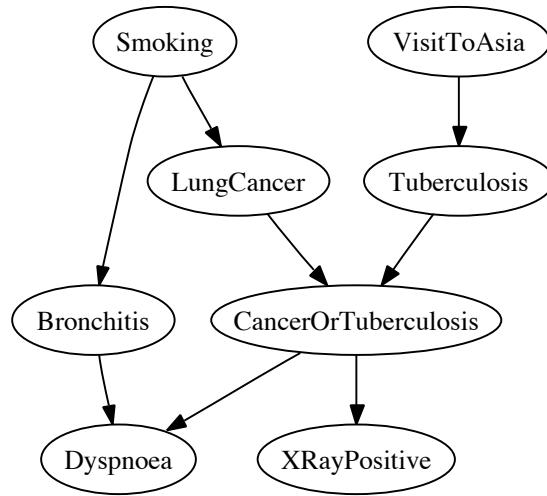 Smoking
VisitToAsia
LungCancer
Tuberculosis
Bronchitis
CancerOrTuberculosis
Dyspnoea
XRayPositive